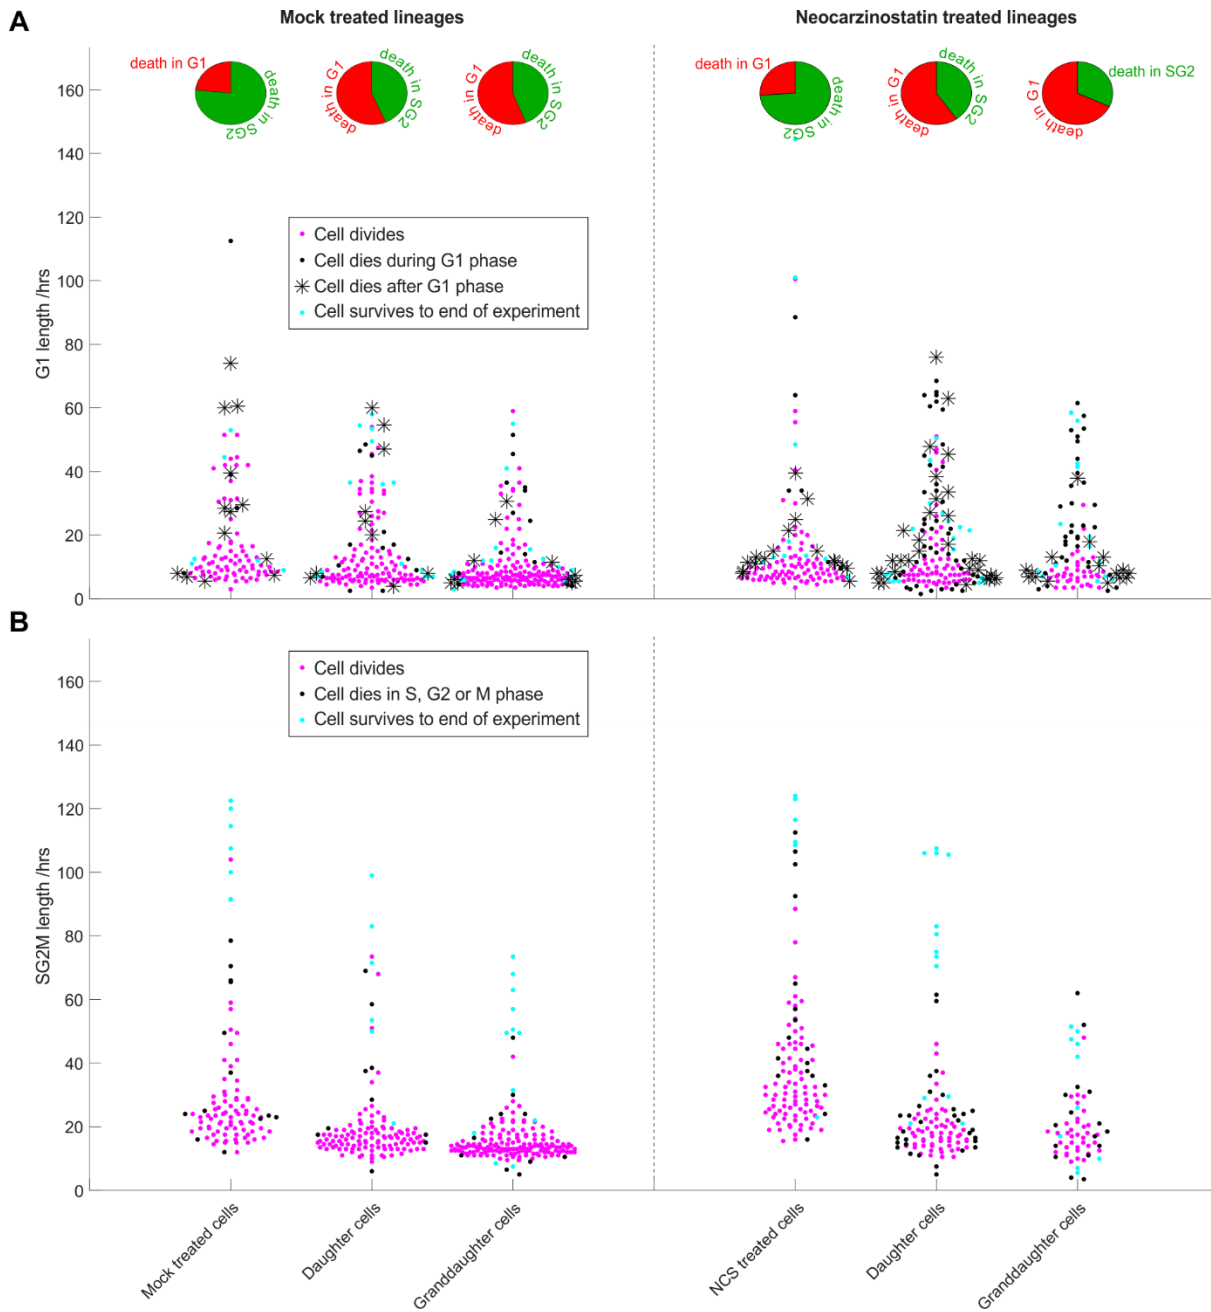 A
Mock treated lineages
Neocarzinostatin treated lineages
death in G1
death in SG2
death in G1
death in SG2
death in G1
death in SG2
death in G1
death in SG2
death in G1
death in SG2
death in G1
death in SG2
160
140
120
100
80
60
40
20
0
G1 length /hrs
Cell divides
Cell dies during G1 phase
Cell dies after G1 phase
Cell survives to end of experiment
B
160
140
120
100
80
60
40
20
0
SG2M length /hrs
Cell divides
Cell dies in S, G2 or M phase
Cell survives to end of experiment
Mock treated cells
Daughter cells
Granddaughter cells
NCS treated cells
Daughter cells
Granddaughter cells